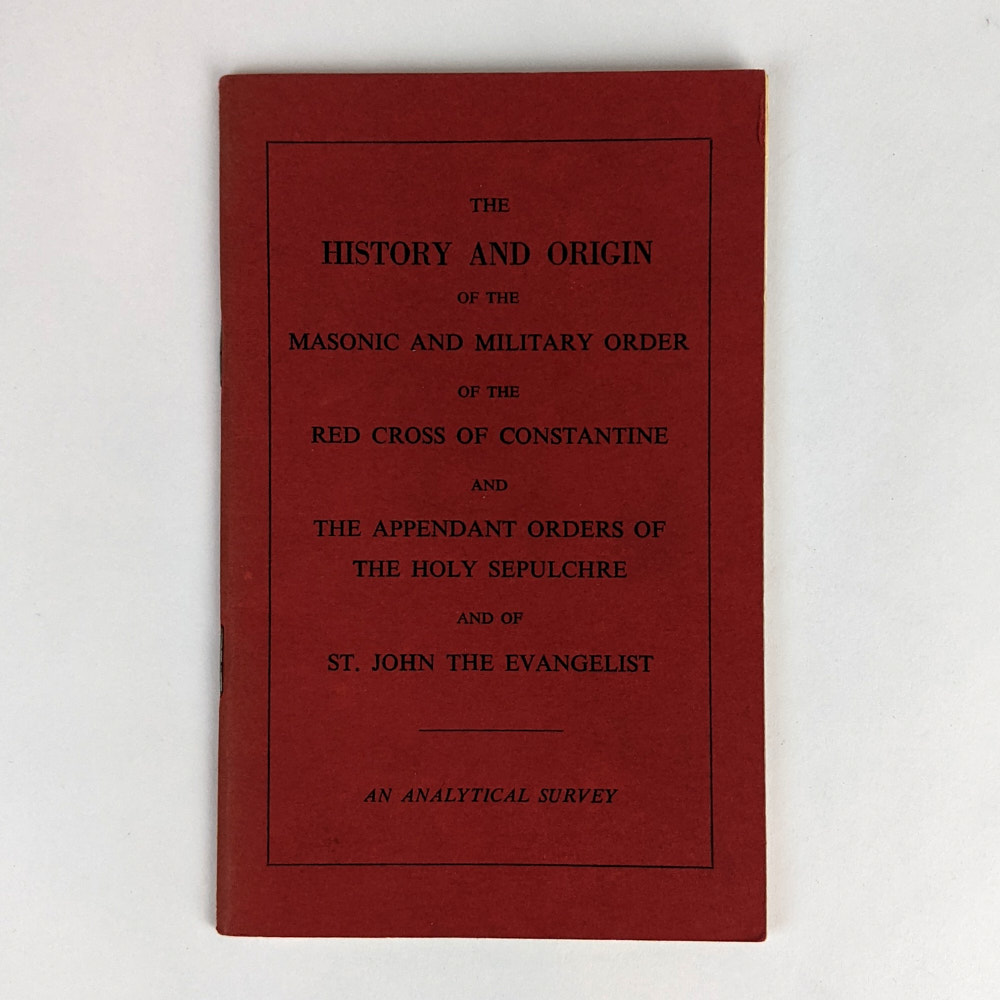 THE
HISTORY AND ORIGIN
OF THE
MASONIC AND MILITARY ORDER
OF THE
RED CROSS OF CONSTANTINE
AND
THE APPENDANT ORDERS OF
THE HOLY SEPULCHRE
AND OF
ST. JOHN THE EVANGELIST
AN ANALYTICAL SURVEY